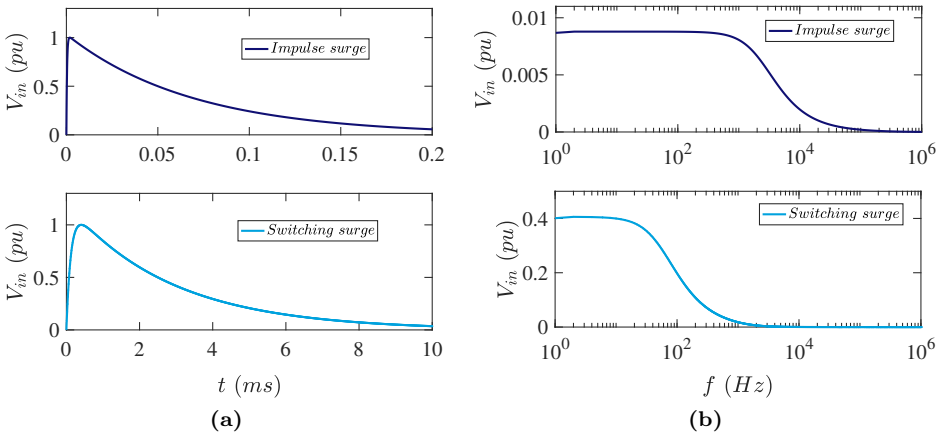 V_in (pu)
1
0.5
0
Impulse surge
0 0.05 0.1 0.15 0.2
V_in (pu)
0.01
0.005
0
Impulse surge
10^0 10^2 10^4 10^6
V_in (pu)
1
0.5
0
Switching surge
0 2 4 6 8 10
t (ms)
(a)
V_in (pu)
0.4
0.2
0
Switching surge
10^0 10^2 10^4 10^6
f (Hz)
(b)